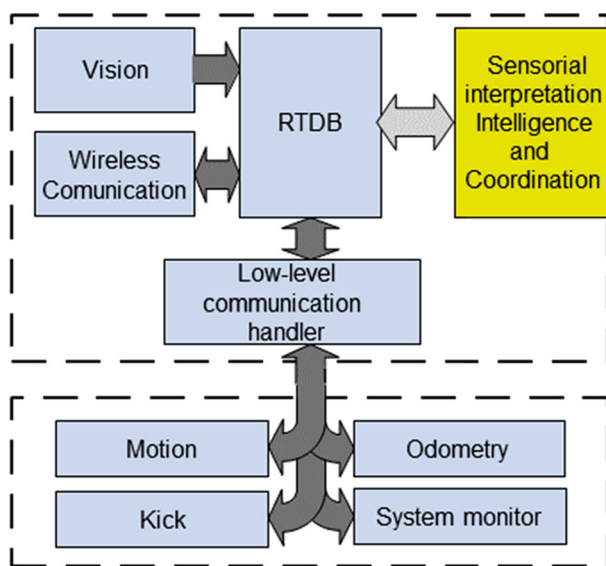 Vision
RTDB
Sensorial
interpretation
Intelligence
and
Coordination
Wireless
Comunication
Low-level
communication
handler
Motion
Odometry
Kick
System monitor